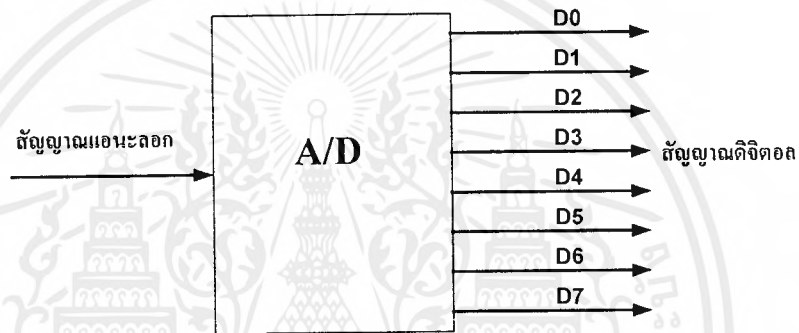 D0
D1
D2
สัญญาณแอนะลอก
A/D
D3
สัญญาณดิจิตอล
D4
D5
D6
D7